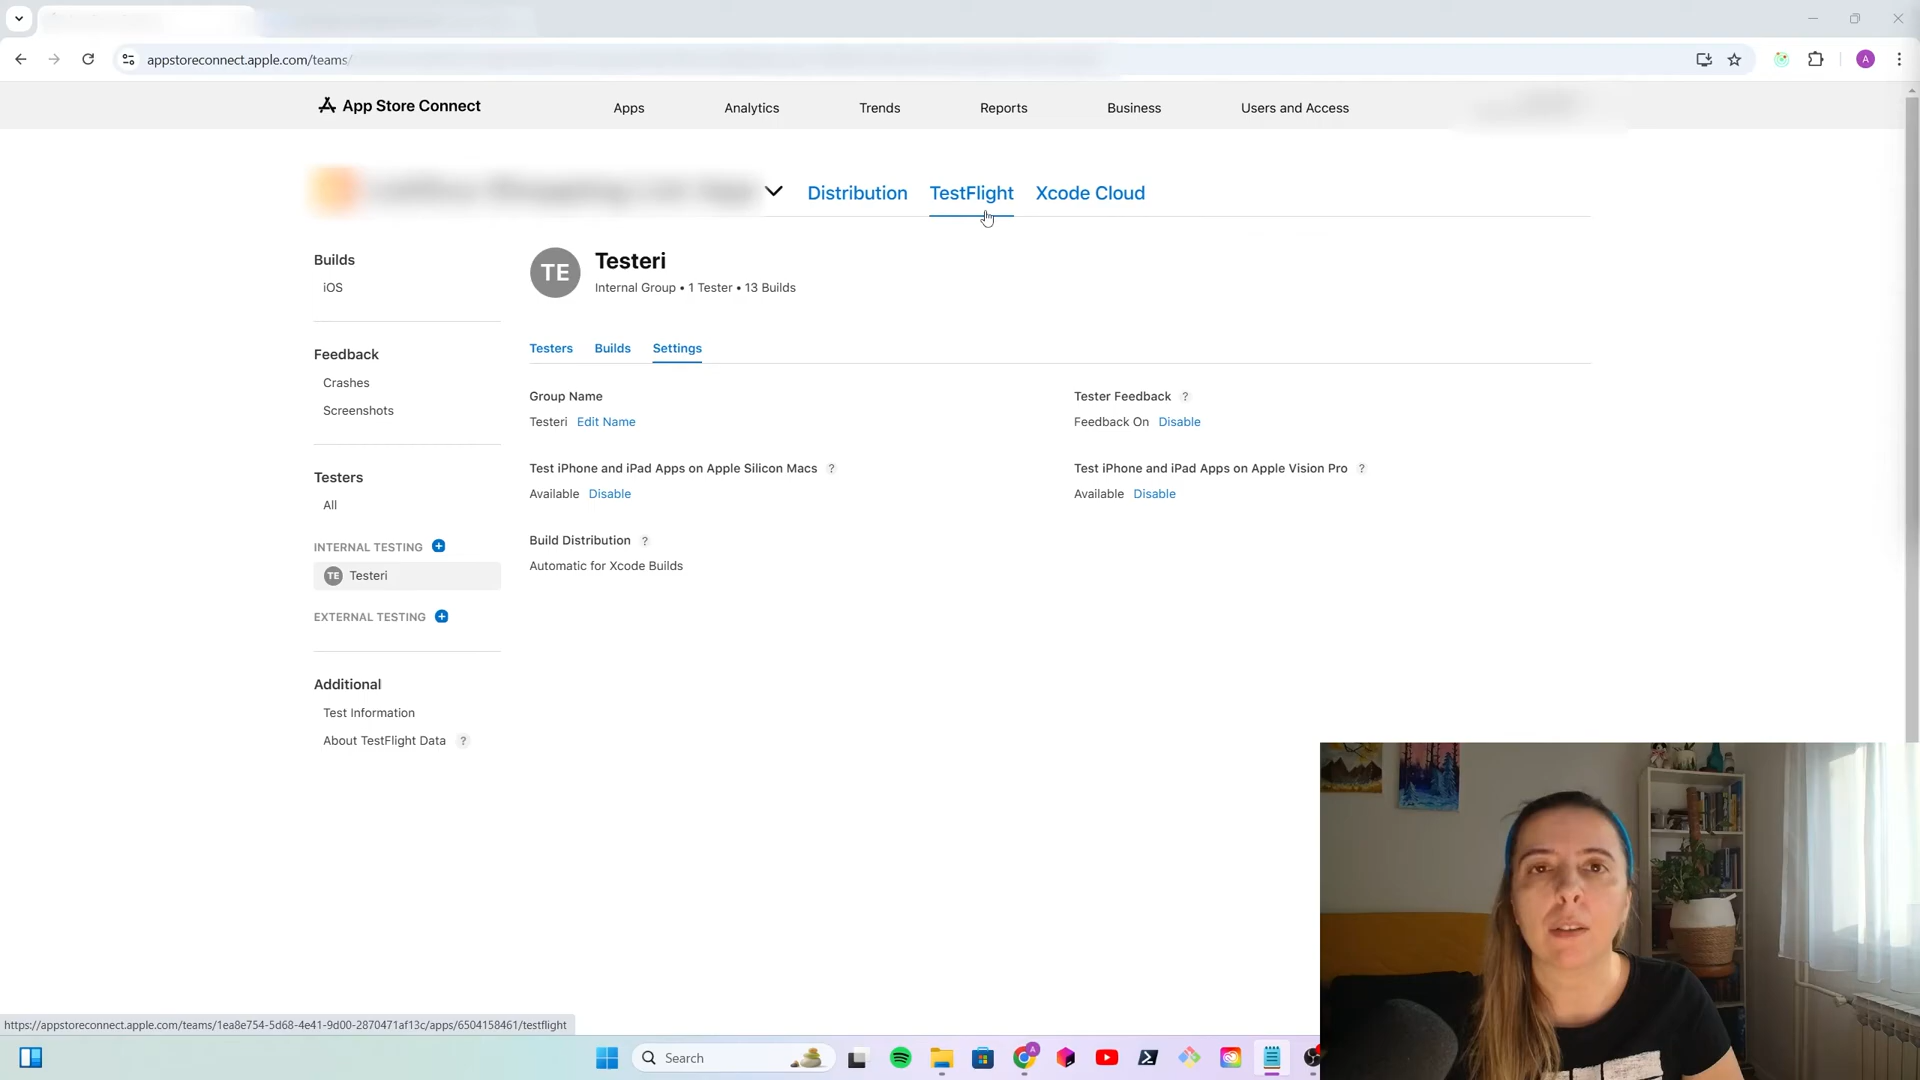 appstoreconnect.apple.com/teams/
A
App Store Connect
Apps
Analytics
Trends
Reports
Business
Users and Access
Distribution
TestFlight
Xcode Cloud
Builds
iOS
Feedback
Crashes
Screenshots
Testers
All
INTERNAL TESTING
TE Testeri
EXTERNAL TESTING
Additional
Test Information
About TestFlight Data ?
TE
Testeri
Internal Group • 1 Tester • 13 Builds
Testers
Builds
Settings
Group Name
Testeri Edit Name
Tester Feedback ?
Feedback On Disable
Test iPhone and iPad Apps on Apple Silicon Macs ?
Available Disable
Test iPhone and iPad Apps on Apple Vision Pro ?
Available Disable
Build Distribution ?
Automatic for Xcode Builds
https://appstoreconnect.apple.com/teams/1ea8e754-5d68-4e41-9d00-2870471af13c/apps/6504158461/testflight
Search
A